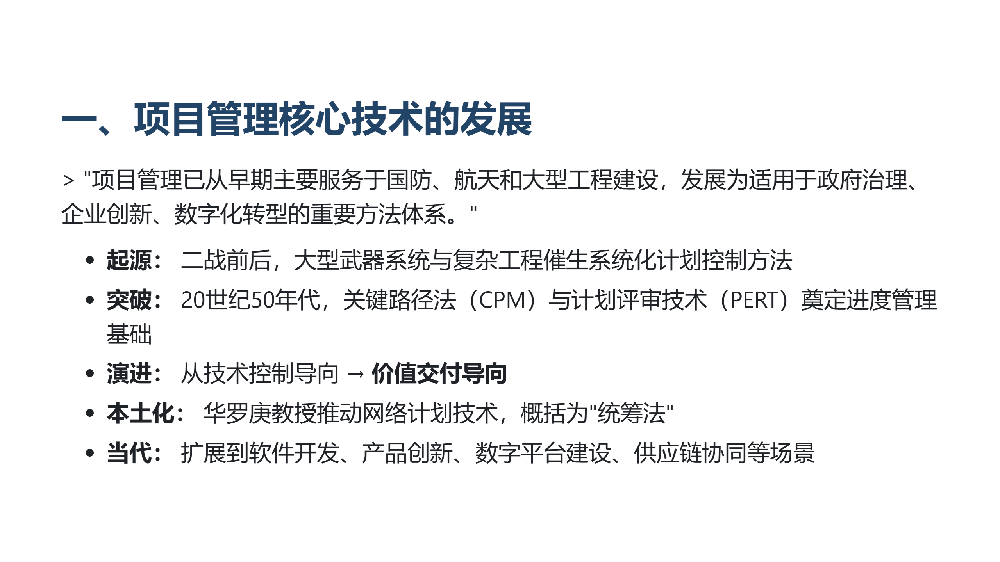 一、项目管理核心技术的发展
> "项目管理已从早期主要服务于国防、航天和大型工程建设，发展为适用于政府治理、
企业创新、数字化转型的重要方法体系。"
• 起源： 二战前后，大型武器系统与复杂工程催生系统化计划控制方法
• 突破： 20世纪50年代，关键路径法（CPM）与计划评审技术（PERT）奠定进度管理
基础
• 演进： 从技术控制导向 → 价值交付导向
• 本土化： 华罗庚教授推动网络计划技术，概括为"统筹法"
• 当代： 扩展到软件开发、产品创新、数字平台建设、供应链协同等场景